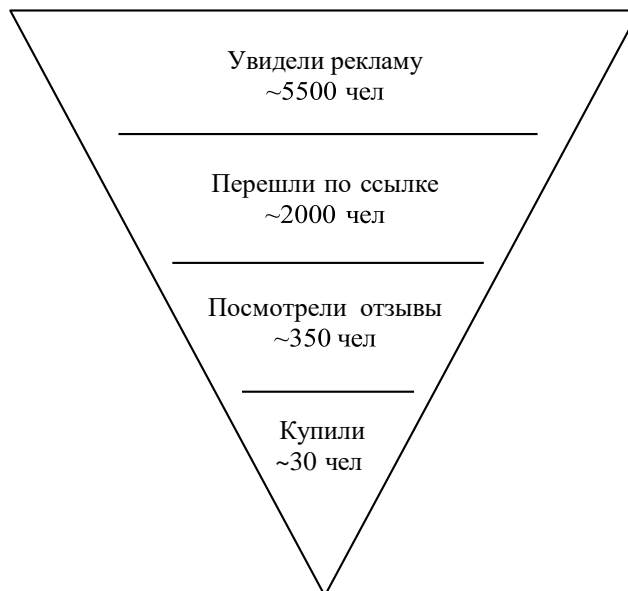 Увидели рекламу
~5500 чел
Перешли по ссылке
~2000 чел
Посмотрели отзывы
~350 чел
Купили
~30 чел